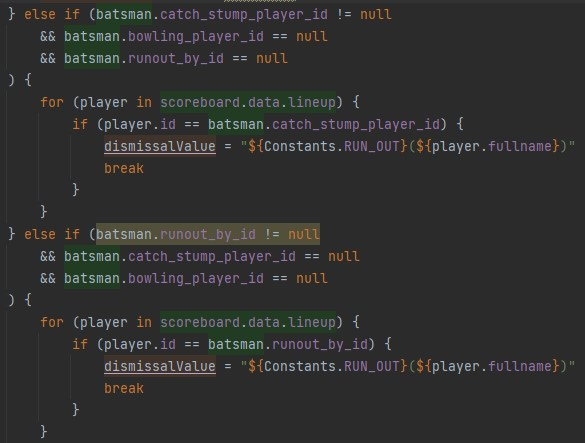 } else if (batsman.catch_stump_player_id != null
    && batsman.bowling_player_id == null
    && batsman.runout_by_id == null
) {
    for (player in scoreboard.data.lineup) {
        if (player.id == batsman.catch_stump_player_id) {
            dismissalValue = "${Constants.RUN_OUT}(${player.fullname})"
            break
        }
    }
} else if (batsman.runout_by_id != null
    && batsman.catch_stump_player_id == null
    && batsman.bowling_player_id == null
) {
    for (player in scoreboard.data.lineup) {
        if (player.id == batsman.runout_by_id) {
            dismissalValue = "${Constants.RUN_OUT}(${player.fullname})"
            break
        }
    }